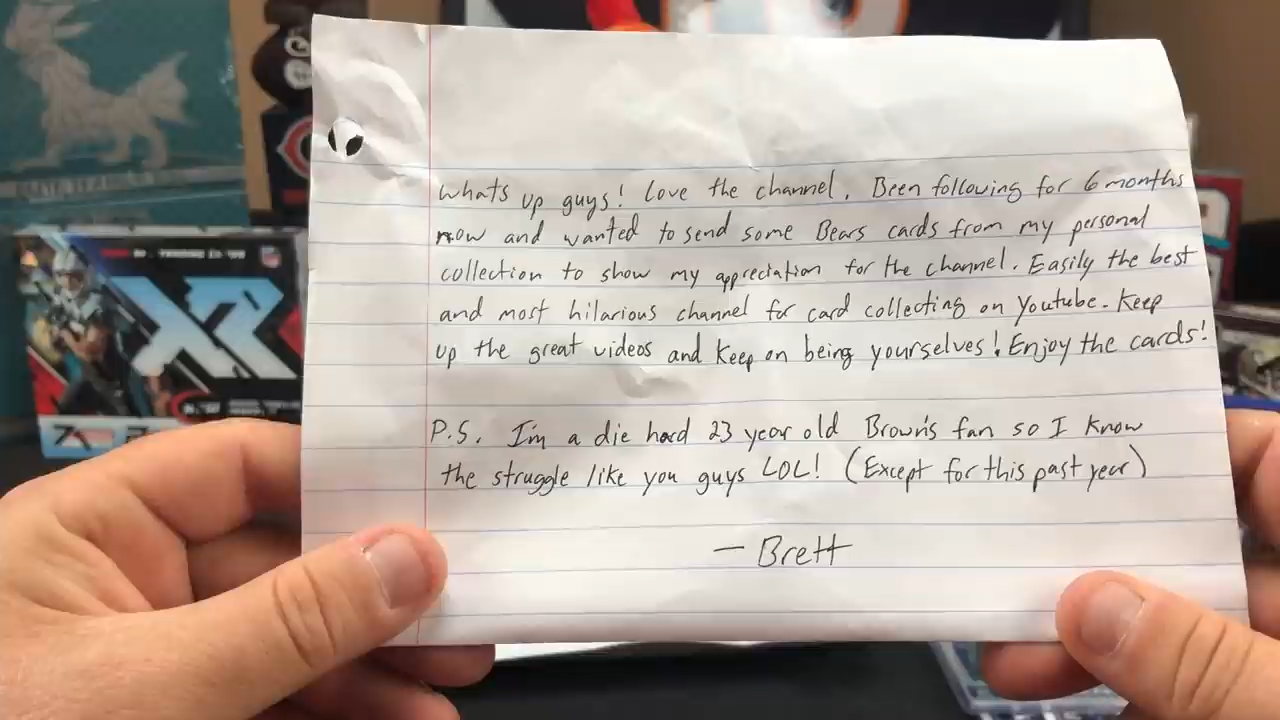 Whats up guys! Love the channel. Been following for 6 months
now and wanted to send some Bears cards from my personal
collection to show my appreciation for the channel. Easily the best
and most hilarious channel for card collecting on Youtube. Keep
up the great videos and keep on being yourselves! Enjoy the cards!
P.S. I'm a die hard 23 year old Brown's fan so I know
the struggle like you guys LOL! (Except for this past year)
— Brett
XR
NFL